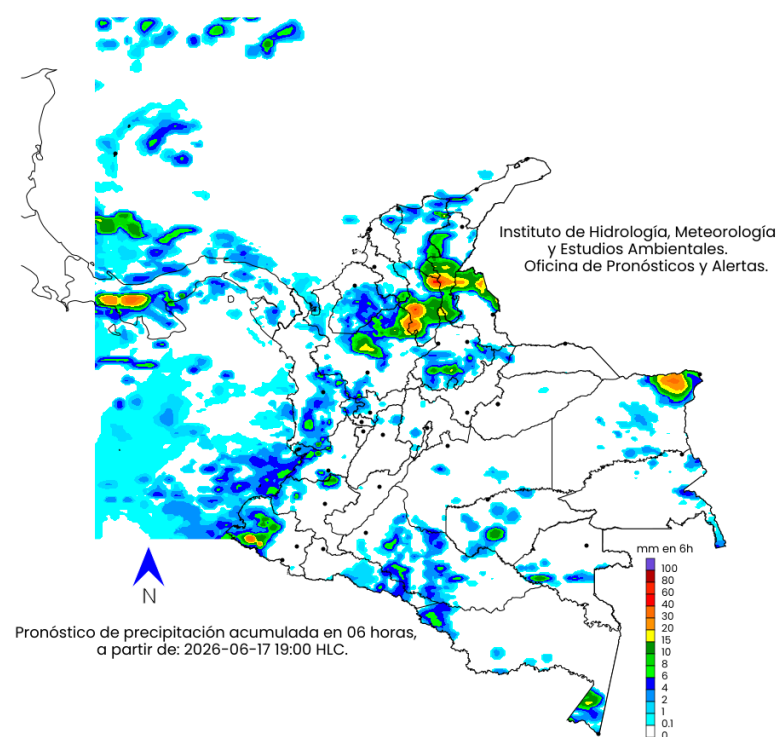 Instituto de Hidrología, Meteorología
y Estudios Ambientales.
Oficina de Pronósticos y Alertas.
mm en 6h
100
80
60
40
30
20
15
10
8
6
4
2
1
0.1
0
N
Pronóstico de precipitación acumulada en 06 horas,
a partir de: 2026-06-17 19:00 HLC.